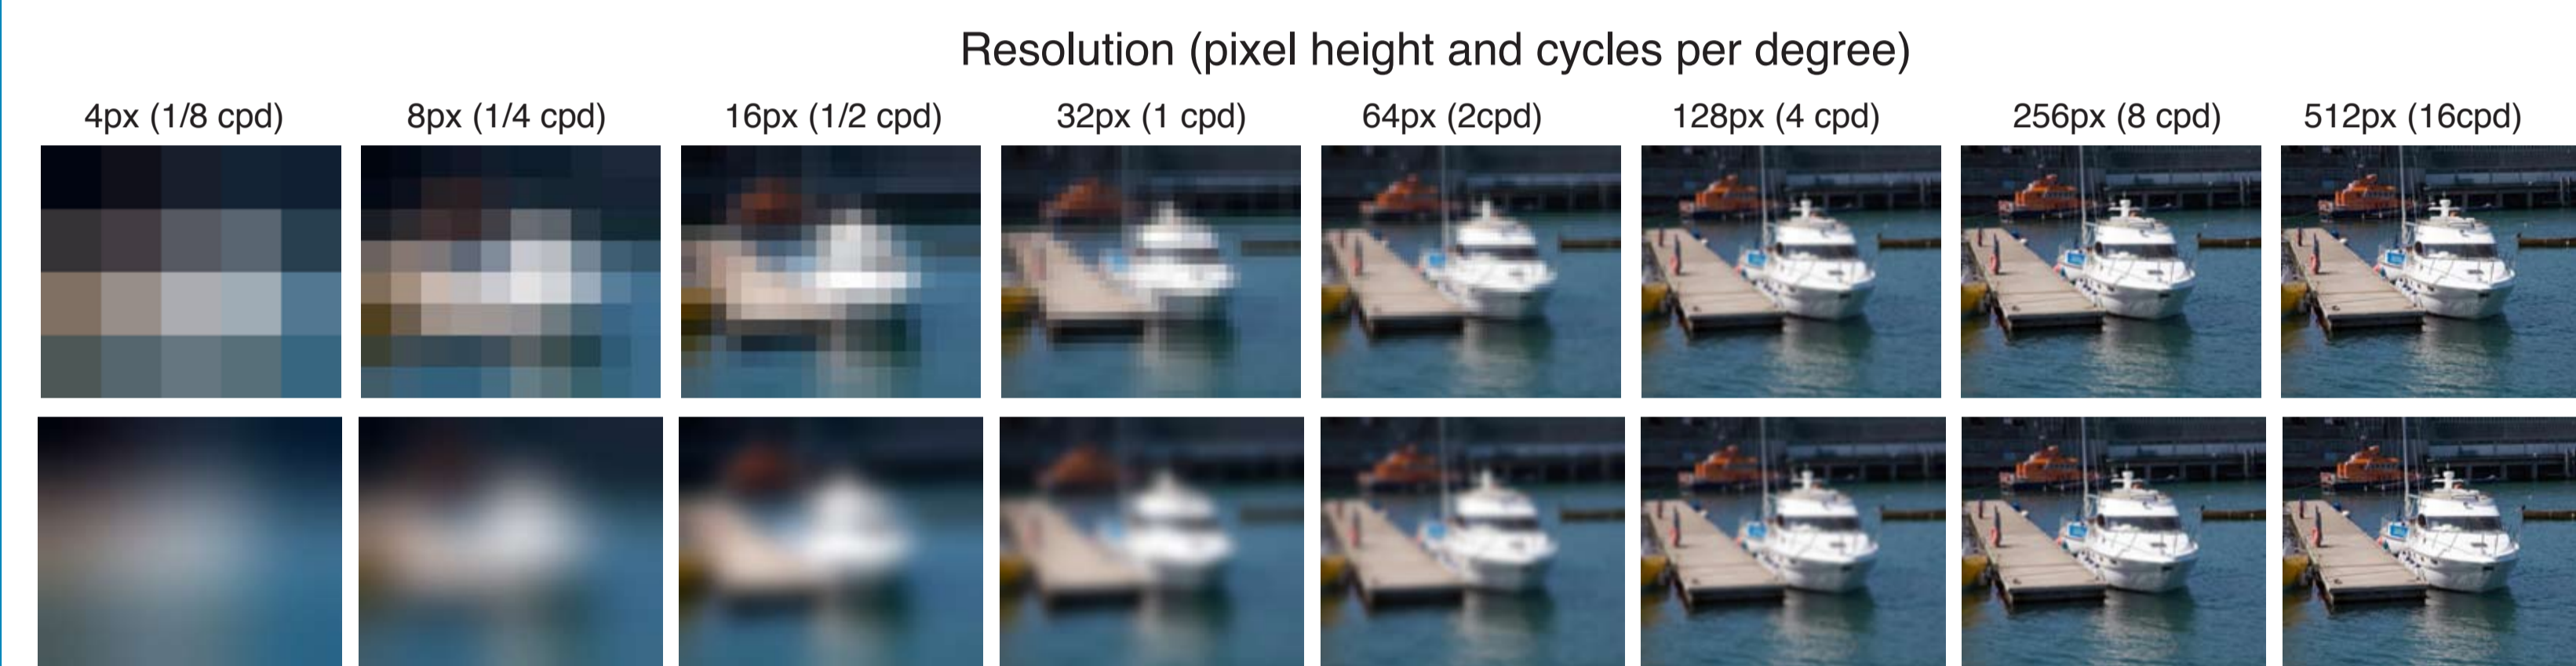 Resolution (pixel height and cycles per degree)
4px (1/8 cpd) 8px (1/4 cpd) 16px (1/2 cpd) 32px (1 cpd) 64px (2cpd) 128px (4 cpd) 256px (8 cpd) 512px (16cpd)